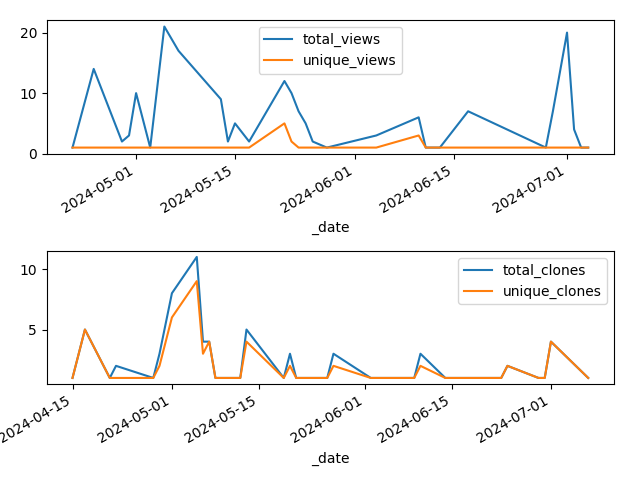 20
10
0
total_views
unique_views
2024-05-01
2024-05-15
2024-06-01
2024-06-15
2024-07-01
_date
10
5
total_clones
unique_clones
2024-04-15
2024-05-01
2024-05-15
2024-06-01
2024-06-15
2024-07-01
_date